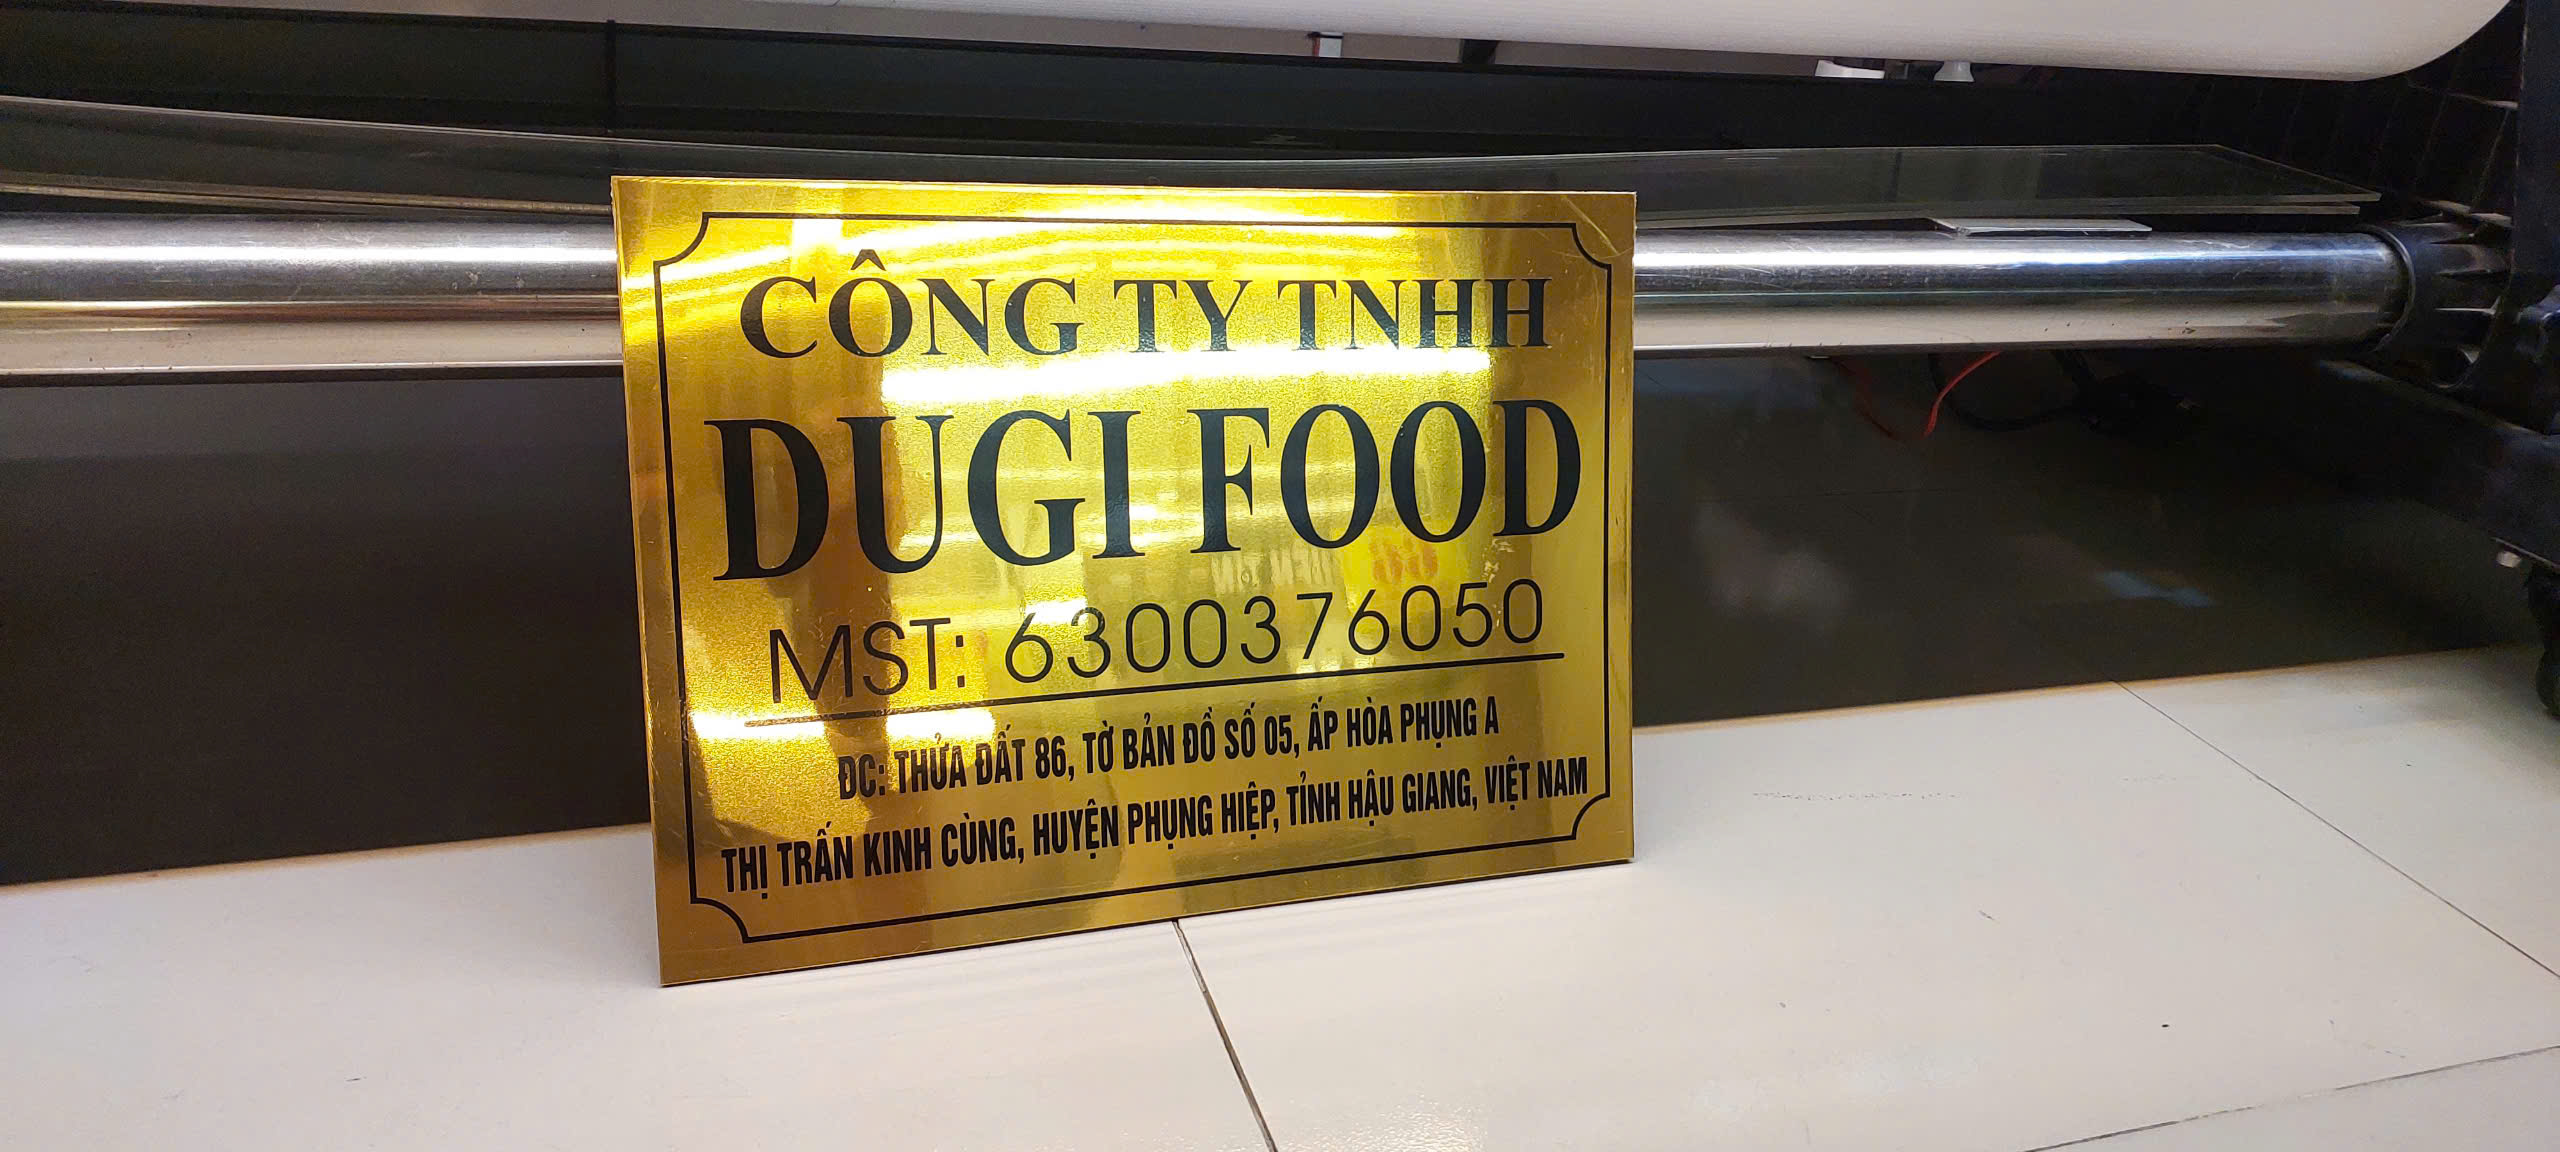 CÔNG TY TNHH
DUGI FOOD
MST: 6300376050
ĐC: THỬA ĐẤT 86, TỜ BẢN ĐỒ SỐ 05, ẤP HÒA PHỤNG A
THỊ TRẤN KINH CÙNG, HUYỆN PHỤNG HIỆP, TỈNH HẬU GIANG, VIỆT NAM